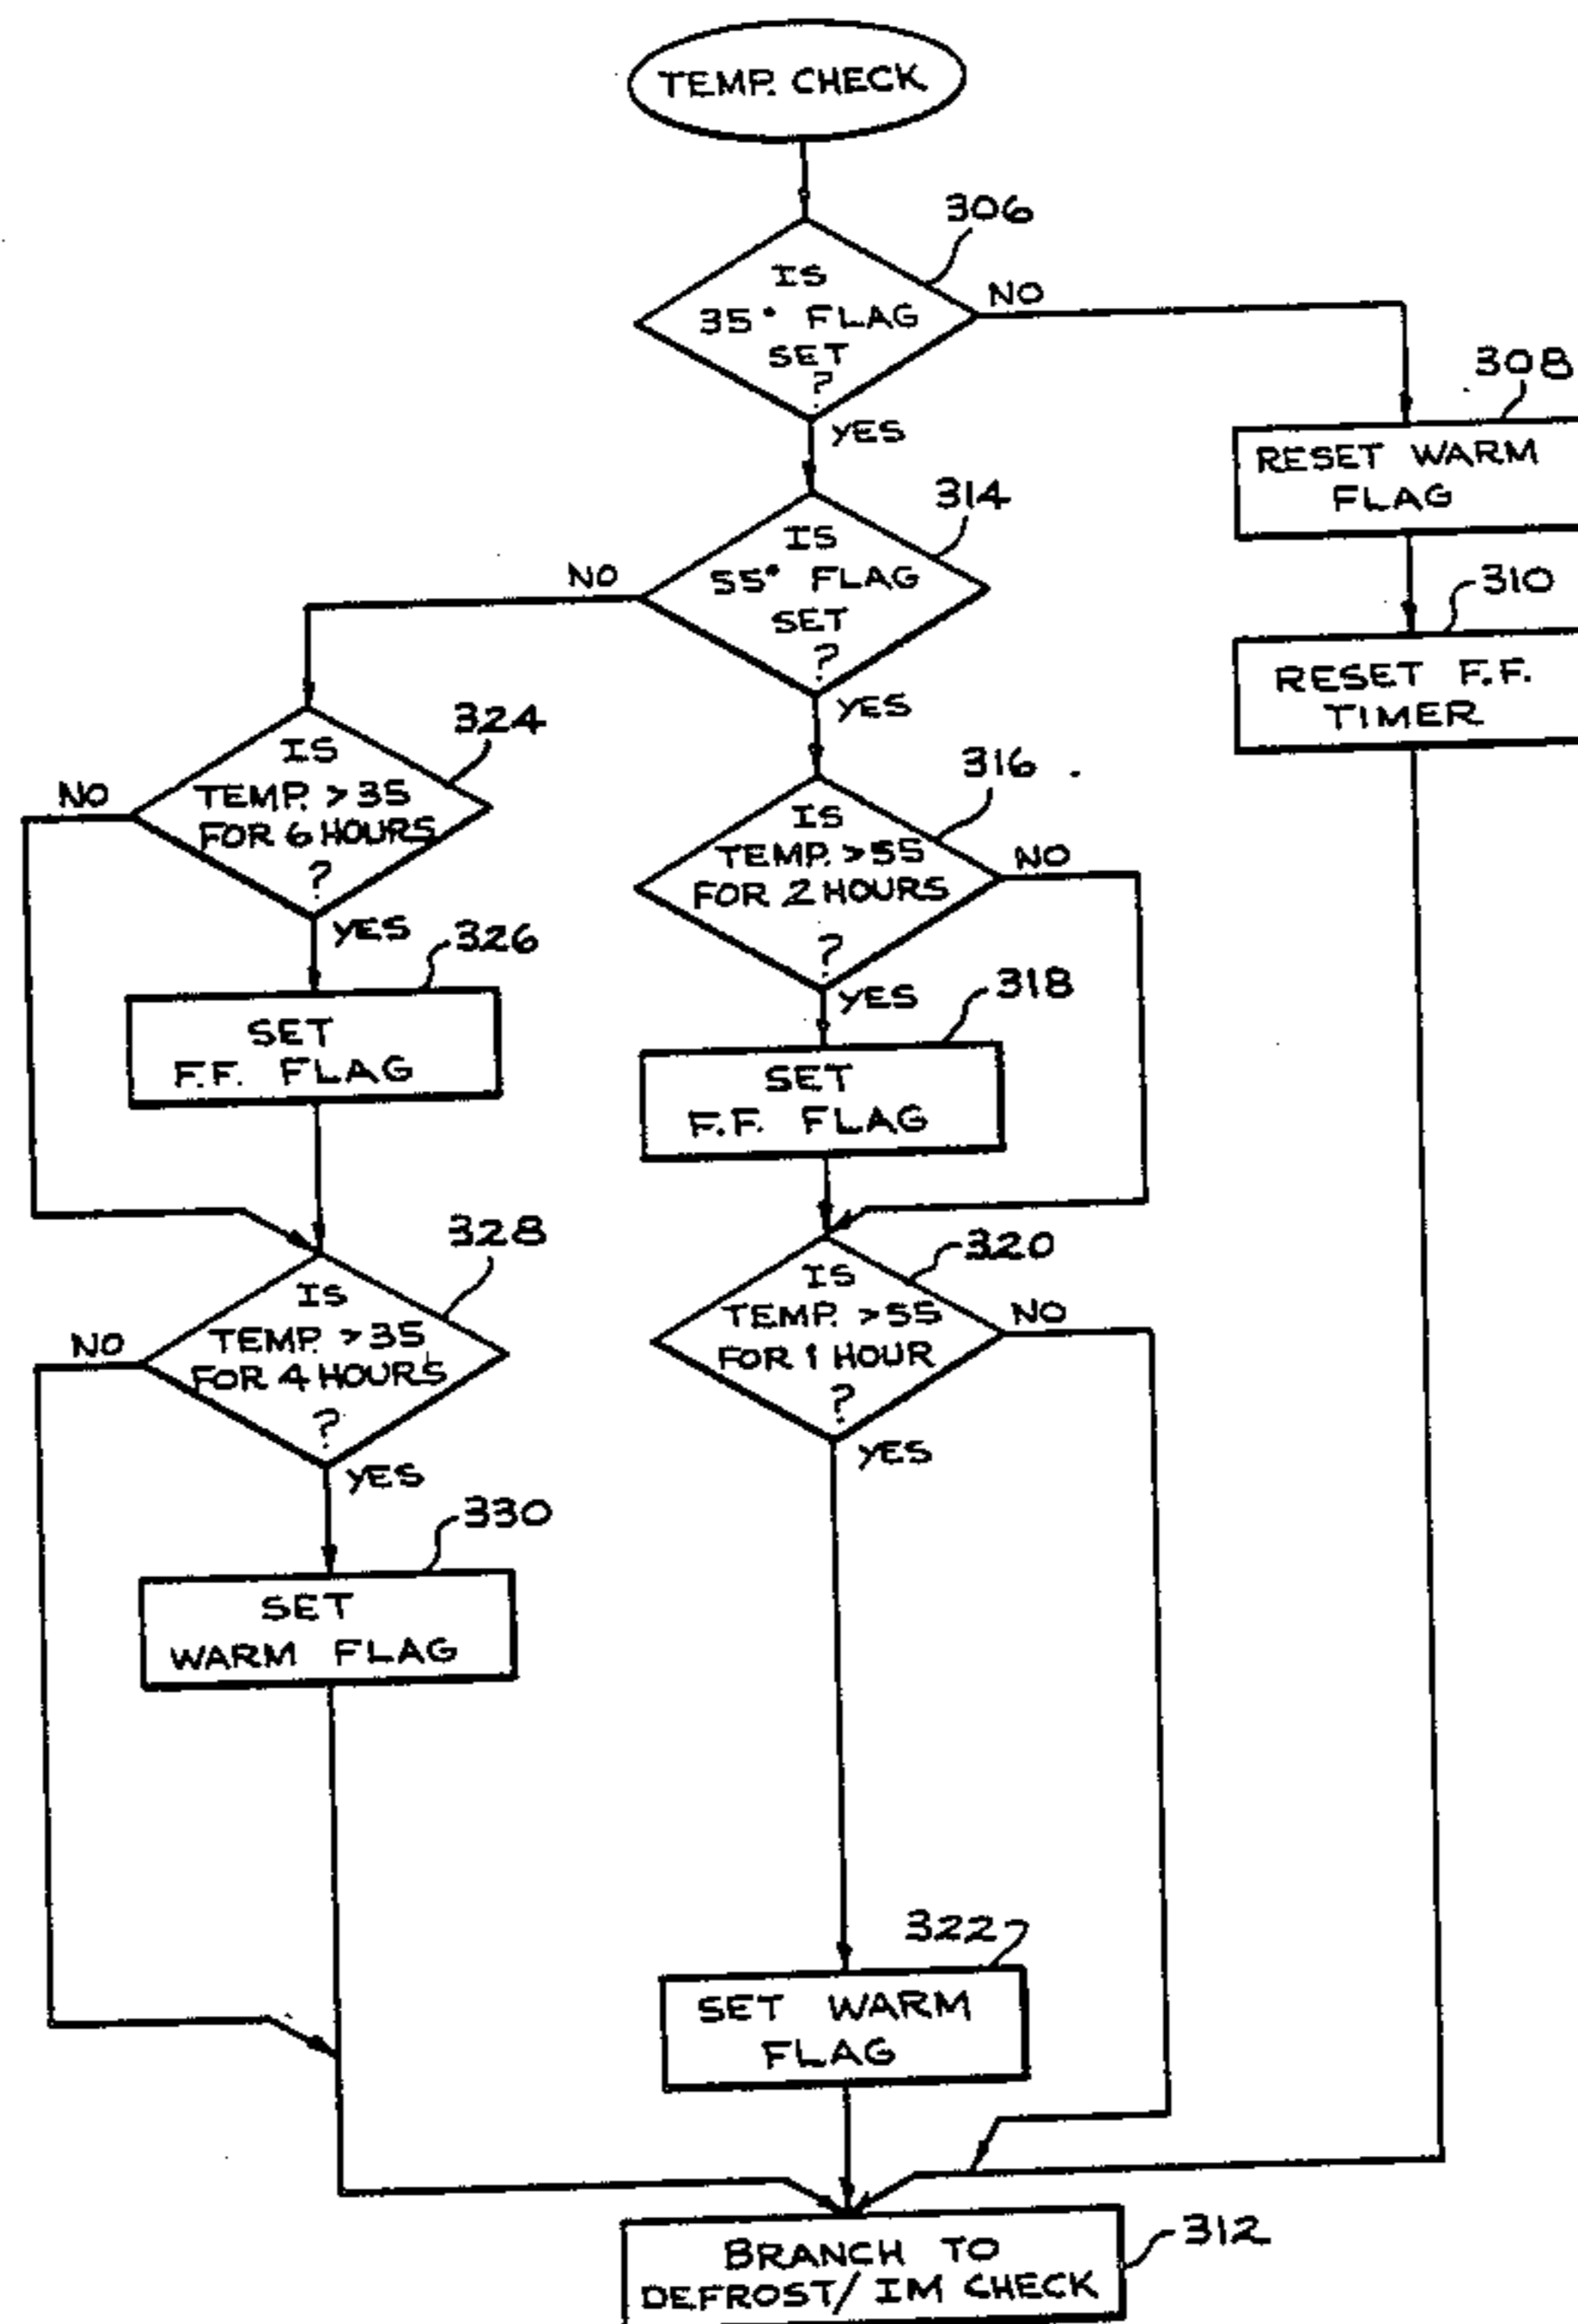 TEMP. CHECK
306
IS
35° FLAG
SET
?
NO
YES
308
RESET WARM
FLAG
310
RESET F.F.
TIMER
314
IS
55° FLAG
SET
?
NO
YES
324
IS
TEMP. > 35
FOR 6 HOURS
?
NO
YES
316
IS
TEMP. > 55
FOR 2 HOURS
?
NO
YES
326
SET
F.F. FLAG
318
SET
F.F. FLAG
328
IS
TEMP. > 35
FOR 4 HOURS
?
NO
YES
320
IS
TEMP. > 55
FOR 1 HOUR
?
NO
YES
330
SET
WARM FLAG
322
SET WARM
FLAG
312
BRANCH TO
DEFROST/ IM CHECK